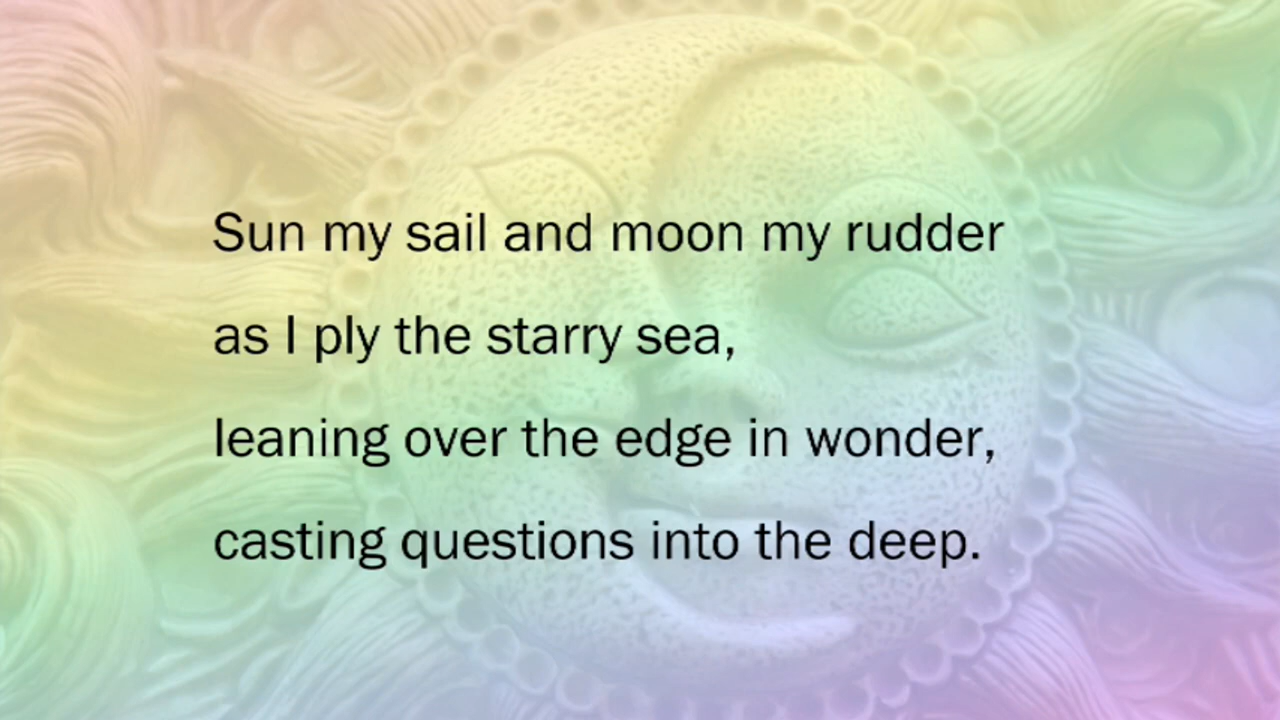 Sun my sail and moon my rudder
as I ply the starry sea,
leaning over the edge in wonder,
casting questions into the deep.